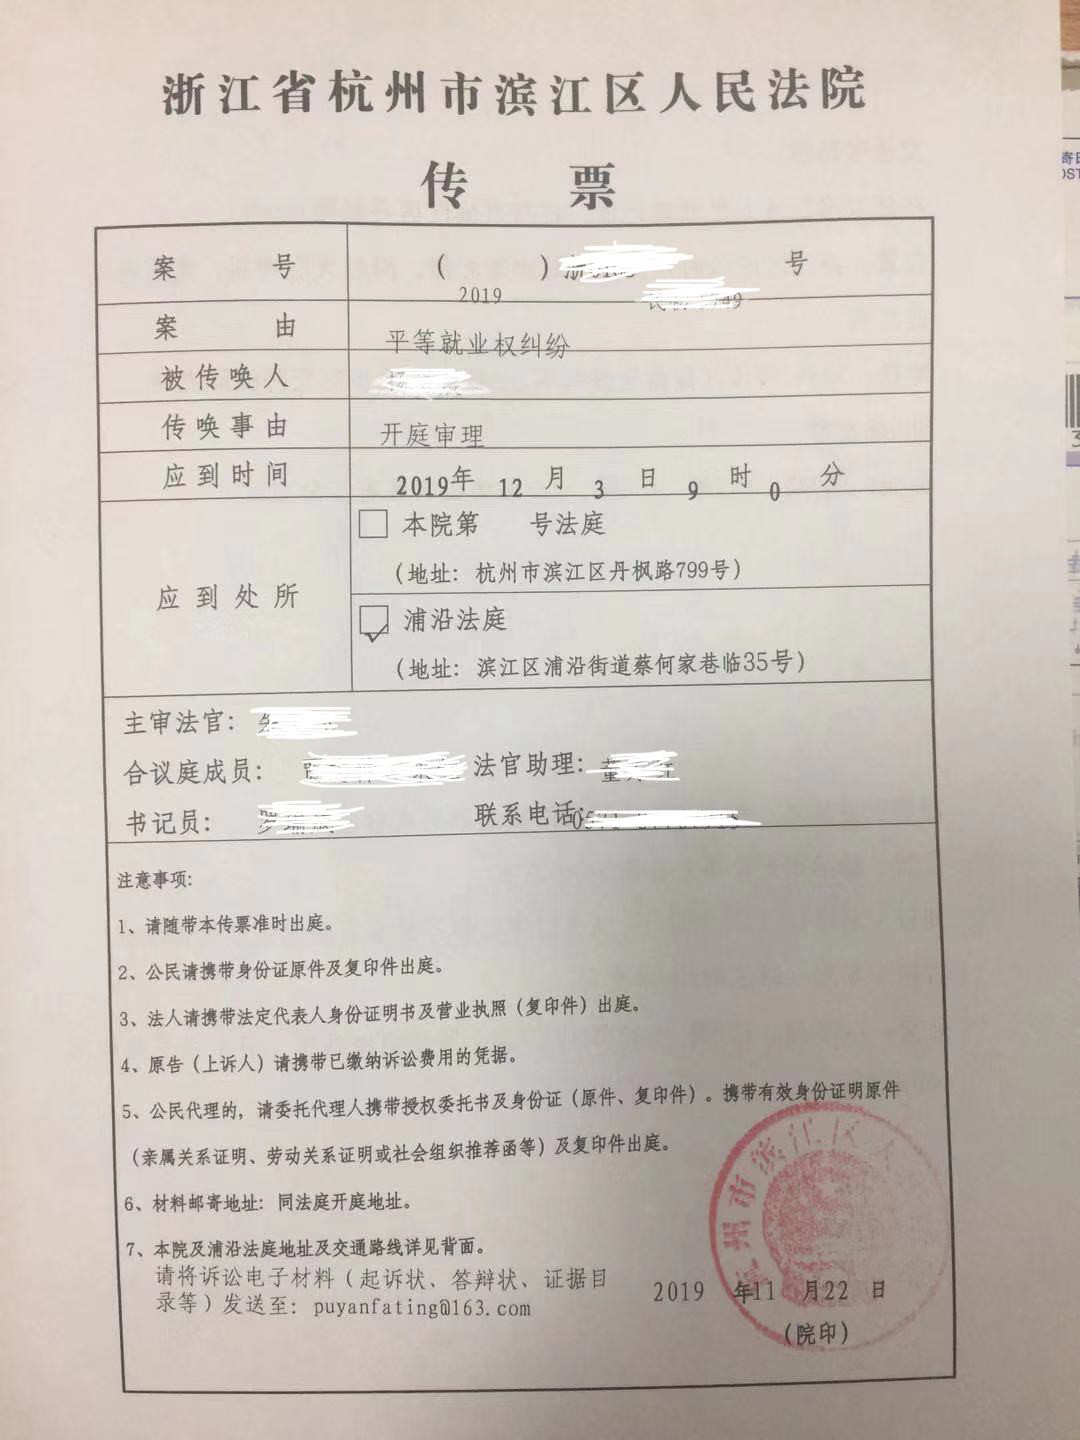 浙江省杭州市滨江区人民法院
传 票
案 号 ( 2019 ) 浙 号
案 由 平等就业权纠纷
被传唤人
传唤事由 开庭审理
应到时间 2019年 12 月 3 日 9 时 0 分
应到处所
本院第 号法庭
(地址：杭州市滨江区丹枫路799号)
浦沿法庭
(地址：滨江区浦沿街道蔡何家巷临35号)
主审法官：
合议庭成员： 法官助理：
书记员： 联系电话：
注意事项：
1、请随带本传票准时出庭。
2、公民请携带身份证原件及复印件出庭。
3、法人请携带法定代表人身份证明书及营业执照（复印件）出庭。
4、原告（上诉人）请携带已缴纳诉讼费用的凭据。
5、公民代理的，请委托代理人携带授权委托书及身份证（原件、复印件）。携带有效身份证明原件
（亲属关系证明、劳动关系证明或社会组织推荐函等）及复印件出庭。
6、材料邮寄地址：同法庭开庭地址。
7、本院及浦沿法庭地址及交通路线详见背面。
请将诉讼电子材料（起诉状、答辩状、证据目
录等）发送至：puyanfating@163.com
2019 年11 月22 日
(院印)
州市滨江区人